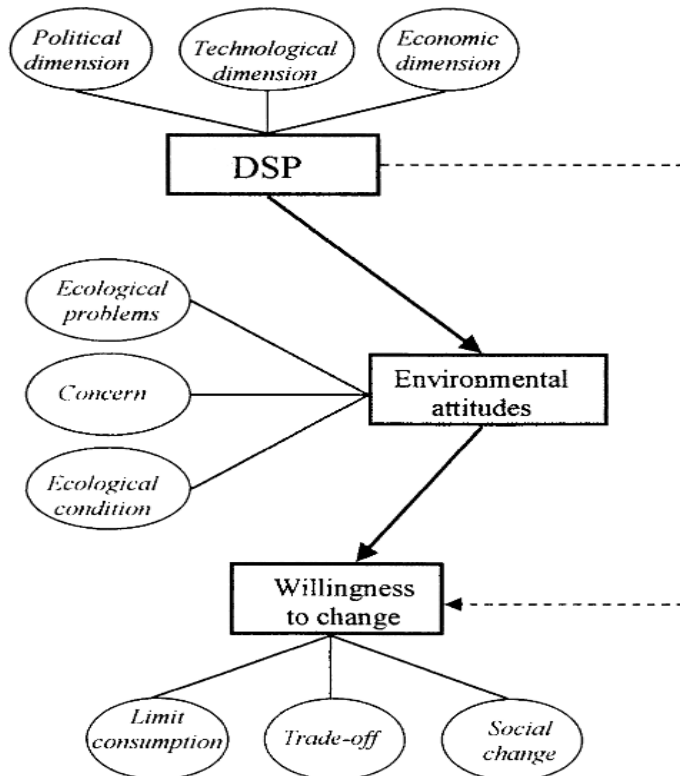 Political
dimension
Technological
dimension
Economic
dimension
DSP
Ecological
problems
Concern
Ecological
condition
Environmental
attitudes
Willingness
to change
Limit
consumption
Trade-off
Social
change